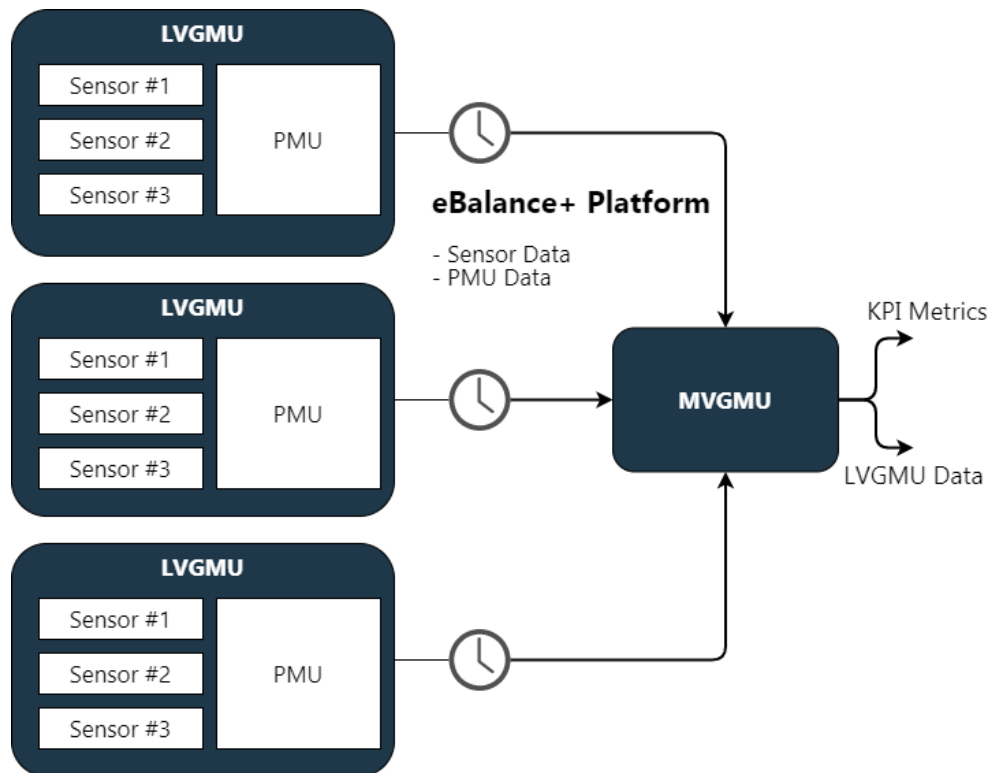 LVGMU
Sensor #1
Sensor #2
Sensor #3
PMU
eBalance+ Platform
- Sensor Data
- PMU Data
LVGMU
Sensor #1
Sensor #2
Sensor #3
PMU
MVGMU
KPI Metrics
LVGMU Data
LVGMU
Sensor #1
Sensor #2
Sensor #3
PMU